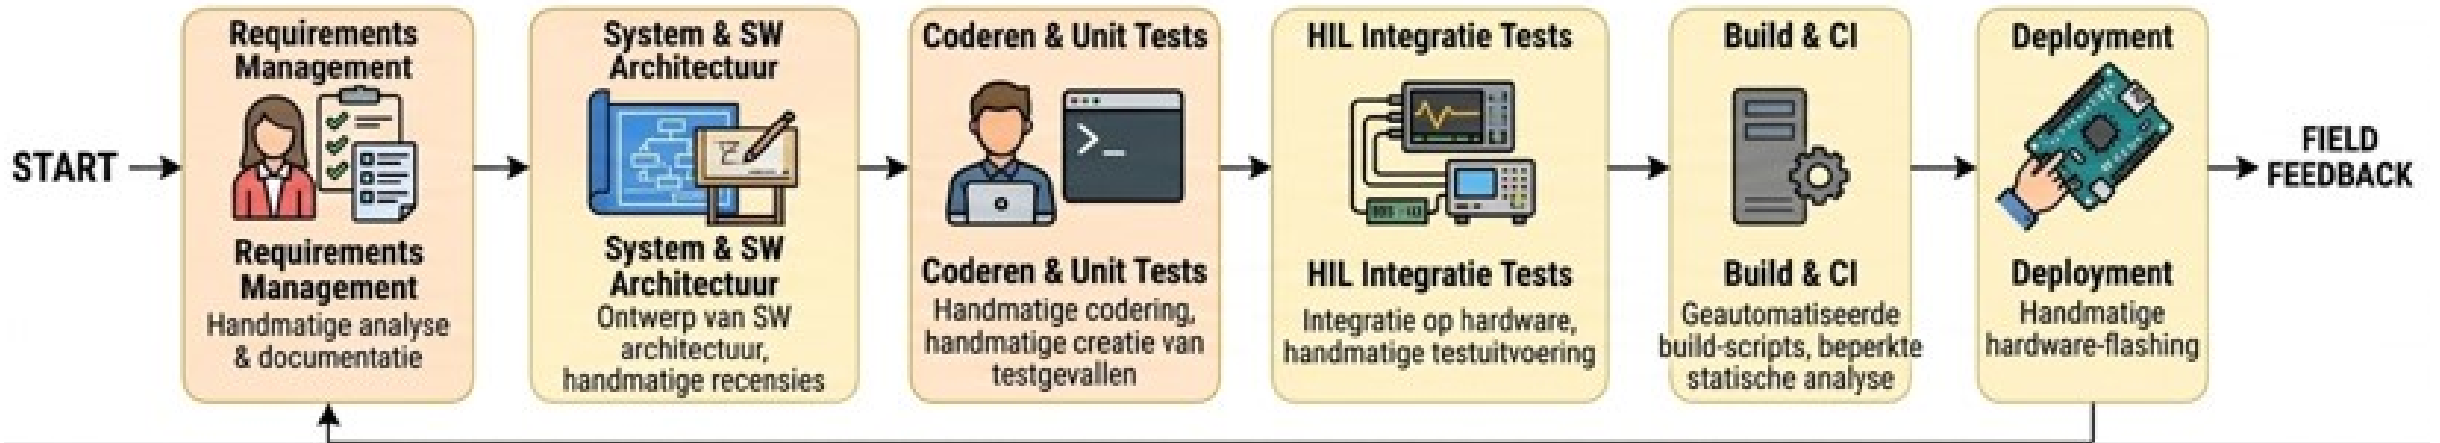 START
Requirements
Management
Requirements
Management
Handmatige analyse
& documentatie
System & SW
Architectuur
System & SW
Architectuur
Ontwerp van SW
architectuur,
handmatige recensies
Coderen & Unit Tests
>_
Coderen & Unit Tests
Handmatige codering,
handmatige creatie van
testgevallen
HIL Integratie Tests
HIL Integratie Tests
Integratie op hardware,
handmatige testuitvoering
Build & CI
Build & CI
Geautomatiseerde
build-scripts, beperkte
statische analyse
Deployment
Deployment
Handmatige
hardware-flashing
FIELD
FEEDBACK